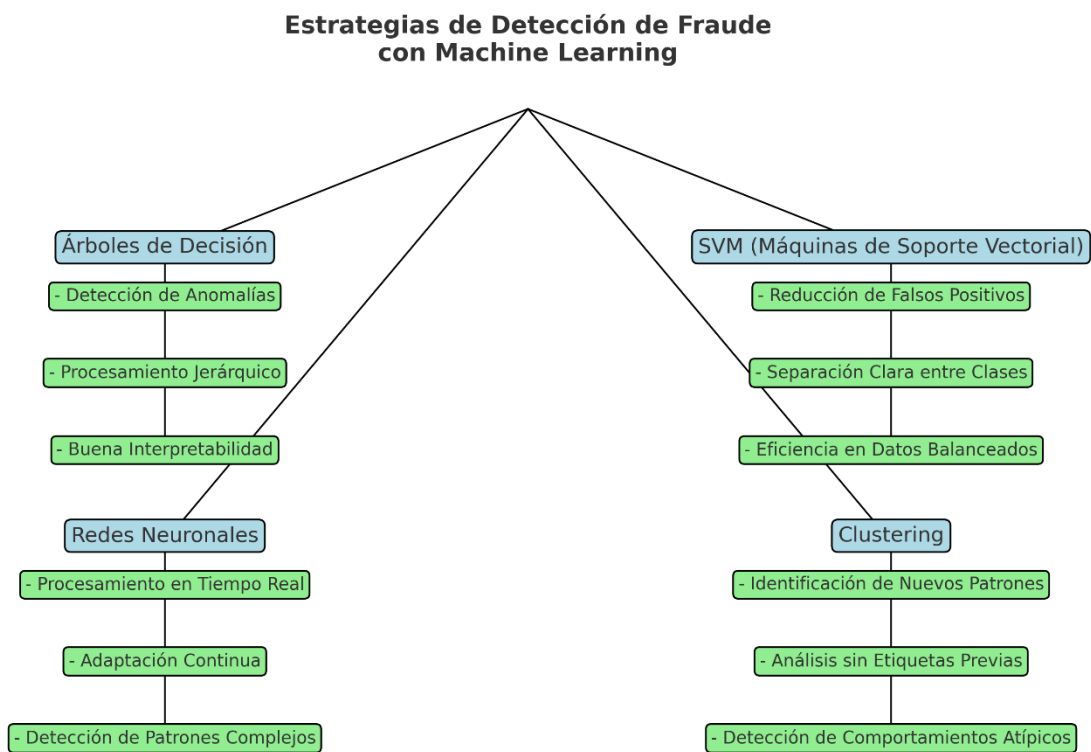 Estrategias de Detección de Fraude
con Machine Learning
Árboles de Decisión
- Detección de Anomalías
- Procesamiento Jerárquico
- Buena Interpretabilidad
SVM (Máquinas de Soporte Vectorial)
- Reducción de Falsos Positivos
- Separación Clara entre Clases
- Eficiencia en Datos Balanceados
Redes Neuronales
- Procesamiento en Tiempo Real
- Adaptación Continua
- Detección de Patrones Complejos
Clustering
- Identificación de Nuevos Patrones
- Análisis sin Etiquetas Previas
- Detección de Comportamientos Atípicos